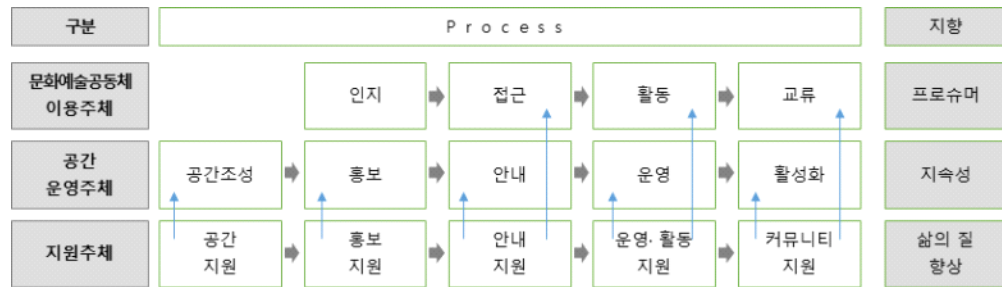 구분
Process
지향
문화예술공동체
이용주체
인지
접근
활동
교류
프로슈머
공간
운영주체
공간조성
홍보
안내
운영
활성화
지속성
지원주체
공간
지원
홍보
지원
안내
지원
운영·활동
지원
커뮤니티
지원
삶의 질
향상